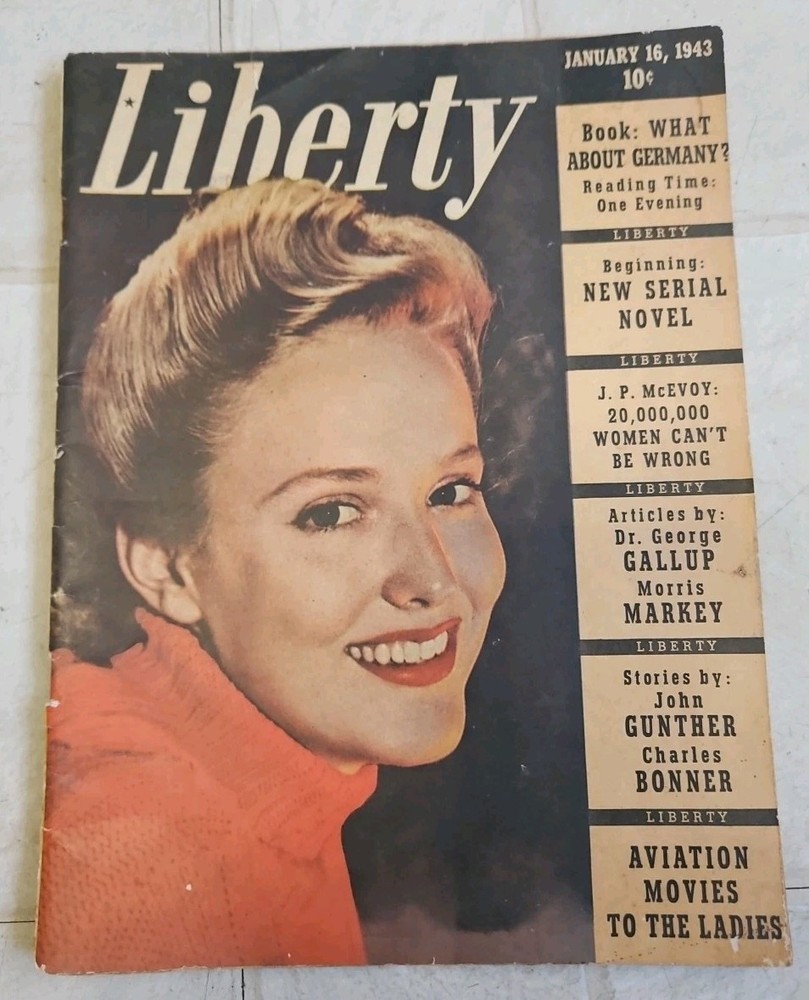 Liberty
JANUARY 16, 1943
10¢
Book: WHAT
ABOUT GERMANY?
Reading Time:
One Evening
LIBERTY
Beginning:
NEW SERIAL
NOVEL
LIBERTY
J. P. McEVOY:
20,000,000
WOMEN CAN'T
BE WRONG
LIBERTY
Articles by:
Dr. George
GALLUP
Morris
MARKEY
LIBERTY
Stories by:
John
GUNTHER
Charles
BONNER
LIBERTY
AVIATION
MOVIES
TO THE LADIES